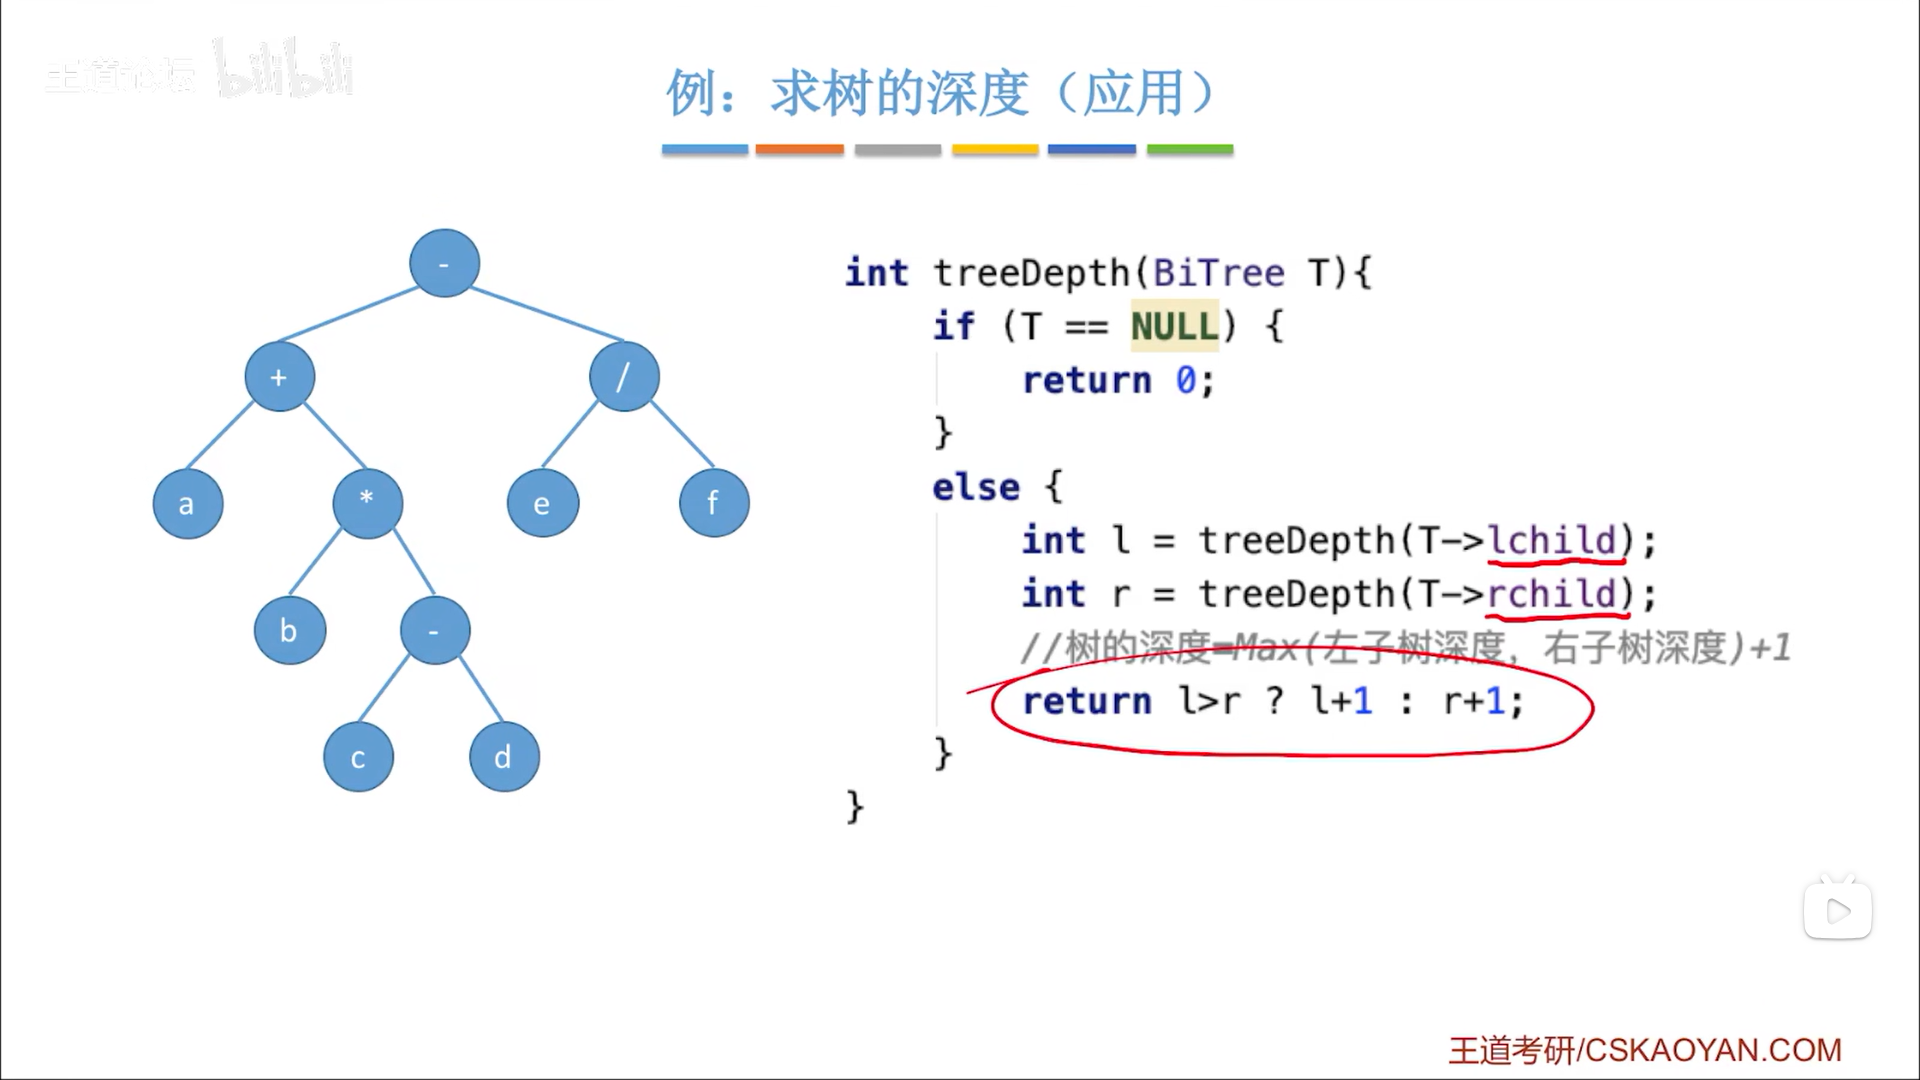 王道论坛 bilibili
例：求树的深度（应用）
-
+ /
a * e f
b -
c d
int treeDepth(BiTree T){
if (T == NULL) {
return 0;
}
else {
int l = treeDepth(T->lchild);
int r = treeDepth(T->rchild);
//树的深度=Max(左子树深度，右子树深度)+1
return l>r ? l+1 : r+1;
}
}
王道考研/CSKAOYAN.COM